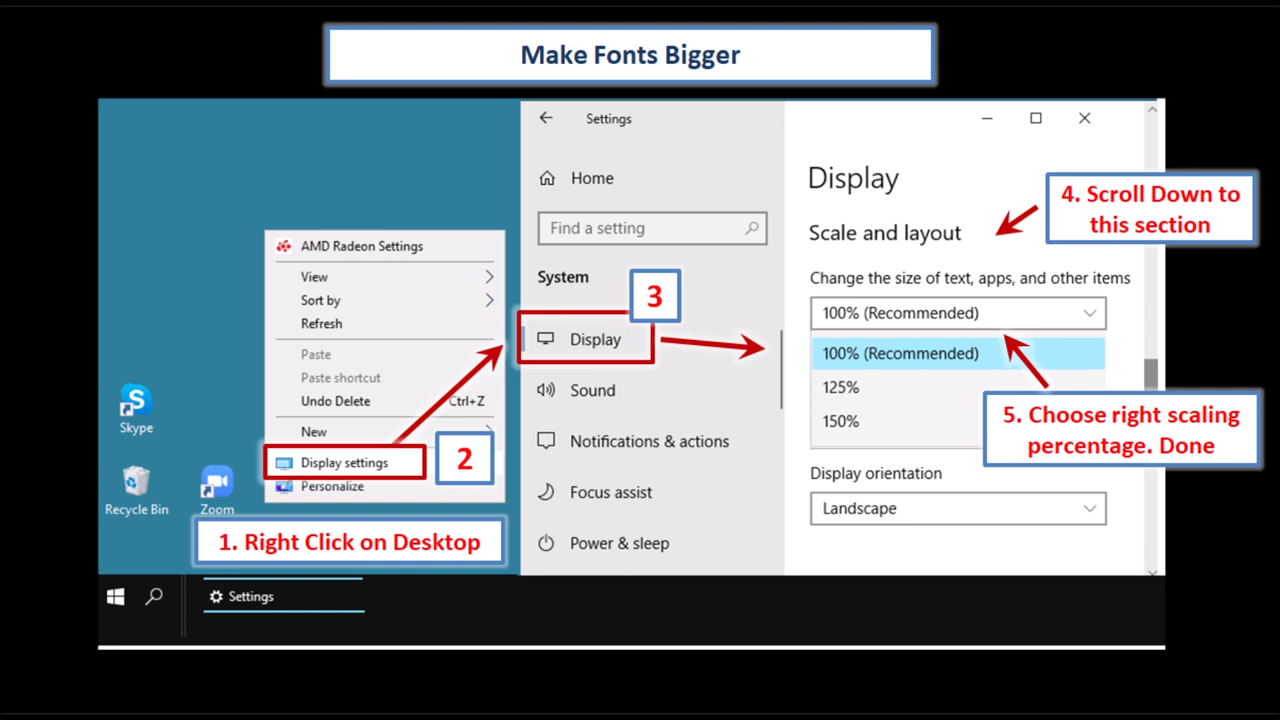 Make Fonts Bigger
Settings
Home
Find a setting
System
3
Display
Sound
Notifications & actions
Focus assist
Power & sleep
Display
4. Scroll Down to
this section
Scale and layout
Change the size of text, apps, and other items
100% (Recommended)
100% (Recommended)
125%
150%
5. Choose right scaling
percentage. Done
Display orientation
Landscape
AMD Radeon Settings
View
Sort by
Refresh
Paste
Paste shortcut
Undo Delete Ctrl+Z
New
Display settings
2
Personalize
Skype
Recycle Bin
Zoom
1. Right Click on Desktop
Settings